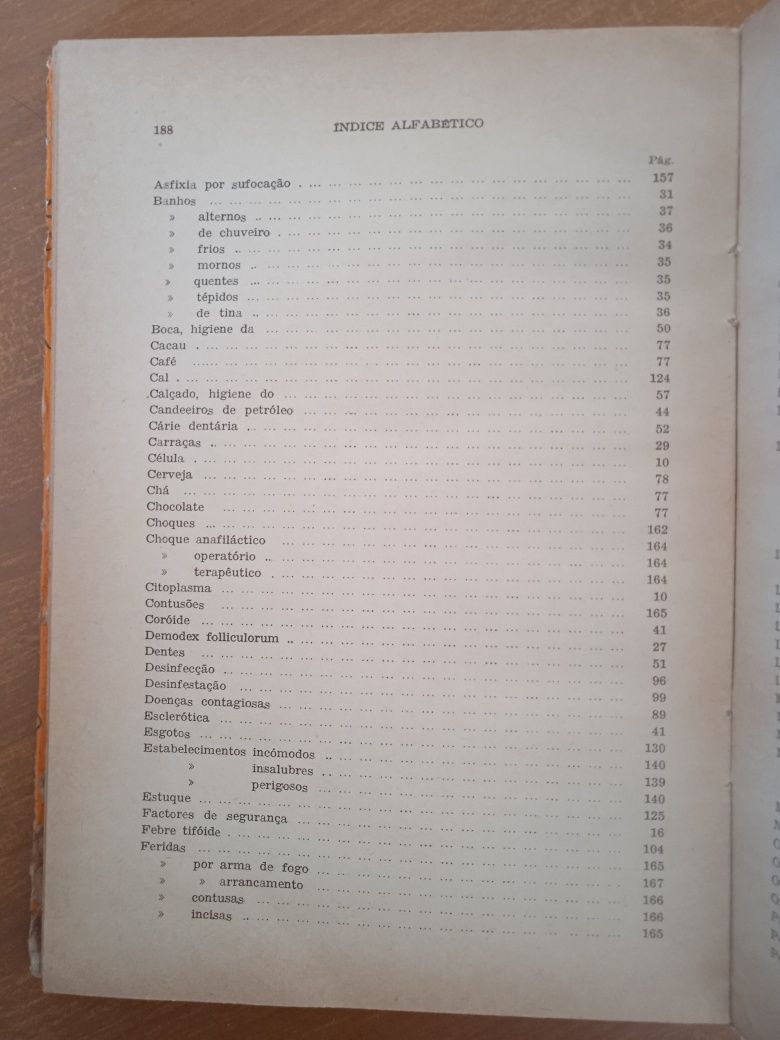 188
ÍNDICE ALFABÉTICO
Pág.
Asfixia por sufocação . ... ... ... ... ... ... ... ... ... ... ... ... ... ... ... ... ... 157
Banhos ... ... ... ... ... ... ... ... ... ... ... ... ... ... ... ... ... ... ... ... ... ... 31
» alternos .. ... ... ... ... ... ... ... ... ... ... ... ... ... ... ... ... ... ... ... 37
» de chuveiro . ... ... ... ... ... ... ... ... ... ... ... ... ... ... ... ... ... ... 36
» frios .. ... ... ... ... ... ... ... ... ... ... ... ... ... ... ... ... ... ... ... ... 34
» mornos .. ... ... ... ... ... ... ... ... ... ... ... ... ... ... ... ... ... ... ... 35
» quentes ... ... ... ... ... ... ... ... ... ... ... ... ... ... ... ... ... ... ... ... 35
» tépidos ... ... ... ... ... ... ... ... ... ... ... ... ... ... ... ... ... ... ... ... 35
» de tina .. ... ... ... ... ... ... ... ... ... ... ... ... ... ... ... ... ... ... ... 36
Boca, higiene da ... ... ... ... ... ... ... ... ... ... ... ... ... ... ... ... ... ... ... 50
Cacau . ... ... ... ... ... ... ... ... ... ... ... ... ... ... ... ... ... ... ... ... ... ... 77
Café ...... ... ... ... ... ... ... ... ... ... ... ... ... ... ... ... ... ... ... ... ... ... 77
Cal . ... ... ... ... ... ... ... ... ... ... ... ... ... ... ... ... ... ... ... ... ... ... ... 124
Calçado, higiene do ... ... ... ... ... ... ... ... ... ... ... ... ... ... ... ... ... ... 57
Candeeiros de petróleo ... ... ... ... ... ... ... ... ... ... ... ... ... ... ... ... ... 44
Cárie dentária .. ... ... ... ... ... ... ... ... ... ... ... ... ... ... ... ... ... ... ... 52
Carraças .. ... ... ... ... ... ... ... ... ... ... ... ... ... ... ... ... ... ... ... ... ... 29
Célula . ... ... ... ... ... ... ... ... ... ... ... ... ... ... ... ... ... ... ... ... ... ... 10
Cerveja ... ... ... ... ... ... ... ... ... ... ... ... ... ... ... ... ... ... ... ... ... ... 78
Chá ... ... ... ... ... ... ... ... ... ... ... ... ... ... ... ... ... ... ... ... ... ... ... 77
Chocolate ... ... ... ... ... ... ... ... ... ... ... ... ... ... ... ... ... ... ... ... ... 77
Choques ... ... ... ... ... ... ... ... ... ... ... ... ... ... ... ... ... ... ... ... ... ... 162
Choque anafiláctico ... ... ... ... ... ... ... ... ... ... ... ... ... ... ... ... ... ... 164
» operatório .. ... ... ... ... ... ... ... ... ... ... ... ... ... ... ... ... ... ... 164
» terapêutico . ... ... ... ... ... ... ... ... ... ... ... ... ... ... ... ... ... ... 164
Citoplasma ... ... ... ... ... ... ... ... ... ... ... ... ... ... ... ... ... ... ... ... ... 10
Contusões ... ... ... ... ... ... ... ... ... ... ... ... ... ... ... ... ... ... ... ... ... 165
Coróide ... ... ... ... ... ... ... ... ... ... ... ... ... ... ... ... ... ... ... ... ... ... 41
Demodex folliculorum .. ... ... ... ... ... ... ... ... ... ... ... ... ... ... ... ... ... 27
Dentes ... ... ... ... ... ... ... ... ... ... ... ... ... ... ... ... ... ... ... ... ... ... 51
Desinfecção .. ... ... ... ... ... ... ... ... ... ... ... ... ... ... ... ... ... ... ... ... 96
Desinfestação ... ... ... ... ... ... ... ... ... ... ... ... ... ... ... ... ... ... ... ... 99
Doenças contagiosas ... ... ... ... ... ... ... ... ... ... ... ... ... ... ... ... ... ... 89
Esclerótica ... ... ... ... ... ... ... ... ... ... ... ... ... ... ... ... ... ... ... ... ... 41
Esgotos ... ... ... ... ... ... ... ... ... ... ... ... ... ... ... ... ... ... ... ... ... ... 130
Estabelecimentos incómodos .. ... ... ... ... ... ... ... ... ... ... ... ... ... ... ... 140
» insalubres .. ... ... ... ... ... ... ... ... ... ... ... ... ... ... ... 139
» perigosos ... ... ... ... ... ... ... ... ... ... ... ... ... ... ... ... 140
Estuque ... ... ... ... ... ... ... ... ... ... ... ... ... ... ... ... ... ... ... ... ... ... 125
Factores de segurança ... ... ... ... ... ... ... ... ... ... ... ... ... ... ... ... ... 16
Febre tifóide . ... ... ... ... ... ... ... ... ... ... ... ... ... ... ... ... ... ... ... ... 104
Feridas ... ... ... ... ... ... ... ... ... ... ... ... ... ... ... ... ... ... ... ... ... ... 165
» por arma de fogo ... ... ... ... ... ... ... ... ... ... ... ... ... ... ... ... 167
» » arrancamento ... ... ... ... ... ... ... ... ... ... ... ... ... ... ... ... 166
» contusas ... ... ... ... ... ... ... ... ... ... ... ... ... ... ... ... ... ... ... 166
» incisas .. ... ... ... ... ... ... ... ... ... ... ... ... ... ... ... ... ... ... ... 165